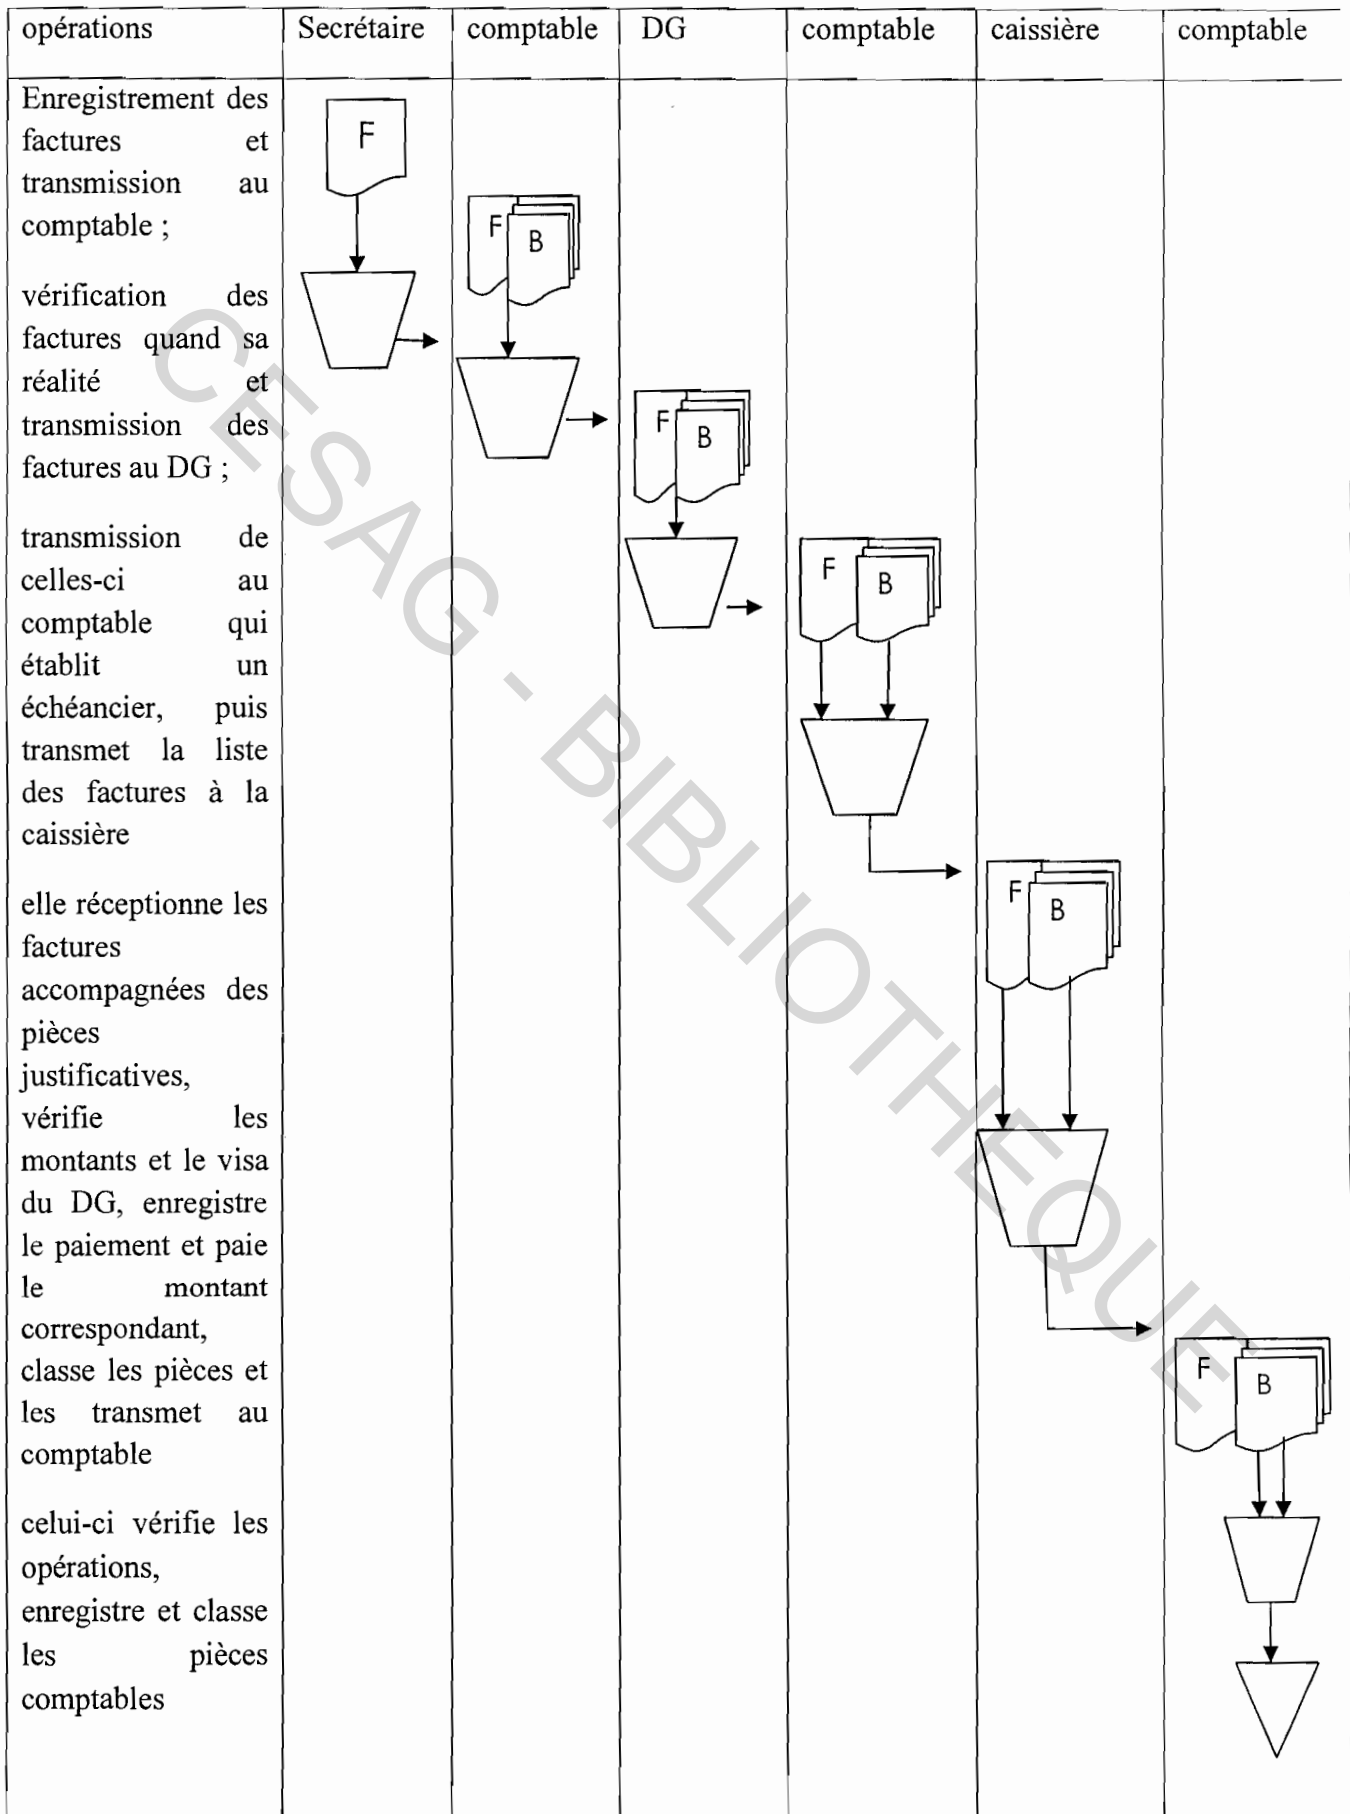 opérations Secrétaire comptable DG comptable caissière comptable
Enregistrement des
factures et
transmission au
comptable ;
vérification des
factures quand sa
réalité et
transmission des
factures au DG ;
transmission de
celles-ci au
comptable qui
établit un
échéancier, puis
transmet la liste
des factures à la
caissière
elle réceptionne les
factures
accompagnées des
pièces
justificatives,
vérifie les
montants et le visa
du DG, enregistre
le paiement et paie
le montant
correspondant,
classe les pièces et
les transmet au
comptable
celui-ci vérifie les
opérations,
enregistre et classe
les pièces
comptables
F
F B
F B
F B
F B
F B
CESAG - BIBLIOTHEQUE